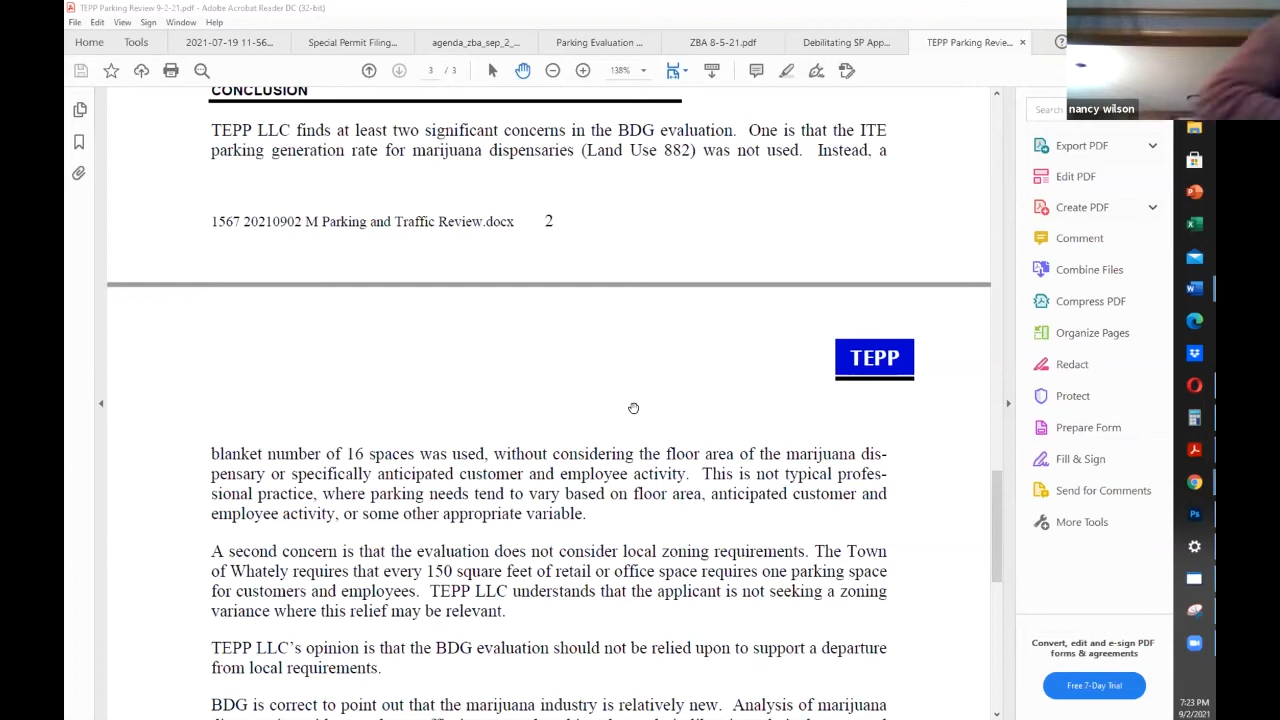 TEPP Parking Review 9-2-21.pdf - Adobe Acrobat Reader DC (32-bit)
File Edit View Sign Window Help
Home Tools 2021-07-19 11-56... Special Permit Filing... agenda_zba_sep_2_... Parking Evaluation ... ZBA 8-5-21.pdf Debilitating SP App... TEPP Parking Revie... ×
3 / 3 138%
nancy wilson
Search
CONCLUSION
TEPP LLC finds at least two significant concerns in the BDG evaluation. One is that the ITE
parking generation rate for marijuana dispensaries (Land Use 882) was not used. Instead, a
1567 20210902 M Parking and Traffic Review.docx 2
TEPP
blanket number of 16 spaces was used, without considering the floor area of the marijuana dis-
pensary or specifically anticipated customer and employee activity. This is not typical profes-
sional practice, where parking needs tend to vary based on floor area, anticipated customer and
employee activity, or some other appropriate variable.
A second concern is that the evaluation does not consider local zoning requirements. The Town
of Whately requires that every 150 square feet of retail or office space requires one parking space
for customers and employees. TEPP LLC understands that the applicant is not seeking a zoning
variance where this relief may be relevant.
TEPP LLC's opinion is that the BDG evaluation should not be relied upon to support a departure
from local requirements.
BDG is correct to point out that the marijuana industry is relatively new. Analysis of marijuana
Export PDF
Edit PDF
Create PDF
Comment
Combine Files
Compress PDF
Organize Pages
Redact
Protect
Prepare Form
Fill & Sign
Send for Comments
More Tools
Convert, edit and e-sign PDF
forms & agreements
Free 7-Day Trial
7:23 PM
9/2/2021